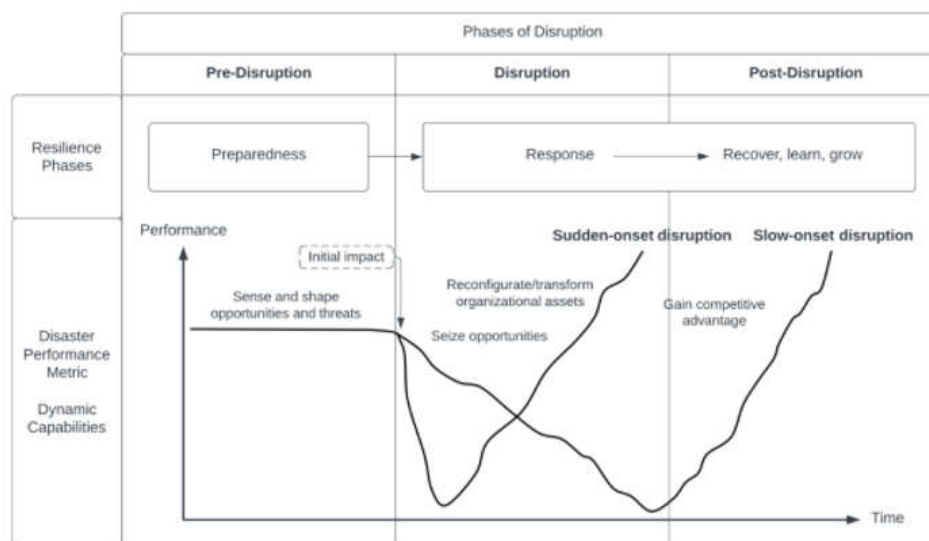 Phases of Disruption
Pre-Disruption
Disruption
Post-Disruption
Resilience
Phases
Preparedness
Response
Recover, learn, grow
Performance
Initial impact
Sudden-onset disruption
Slow-onset disruption
Sense and shape
opportunities and threats
Reconfigurate/transform
organizational assets
Seize opportunities
Gain competitive
advantage
Disaster
Performance
Metric
Dynamic
Capabilities
Time